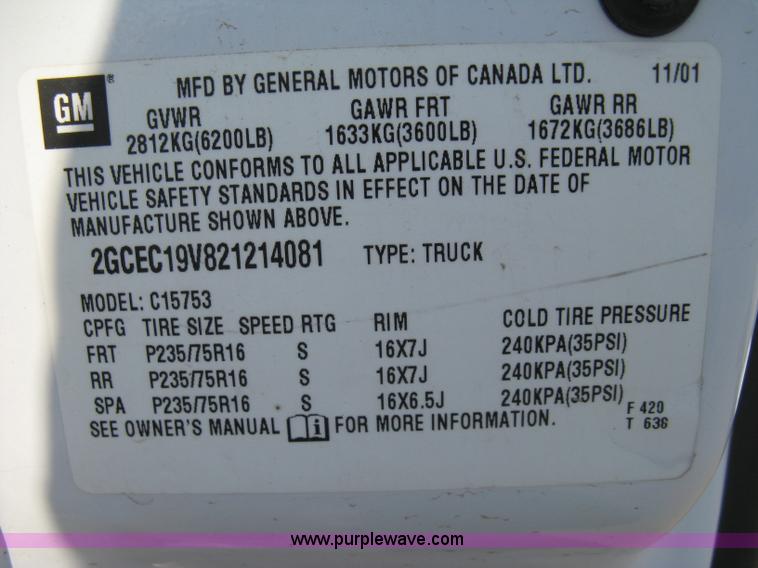 GM ® MFD BY GENERAL MOTORS OF CANADA LTD. 11/01
GVWR GAWR FRT GAWR RR
2812KG(6200LB) 1633KG(3600LB) 1672KG(3686LB)
THIS VEHICLE CONFORMS TO ALL APPLICABLE U.S. FEDERAL MOTOR
VEHICLE SAFETY STANDARDS IN EFFECT ON THE DATE OF
MANUFACTURE SHOWN ABOVE.
2GCEC19V821214081 TYPE: TRUCK
MODEL: C15753
CPFG TIRE SIZE SPEED RTG RIM COLD TIRE PRESSURE
FRT P235/75R16 S 16X7J 240KPA(35PSI)
RR P235/75R16 S 16X7J 240KPA(35PSI)
SPA P235/75R16 S 16X6.5J 240KPA(35PSI)
SEE OWNER'S MANUAL i FOR MORE INFORMATION.
F 420
T 636
www.purplewave.com